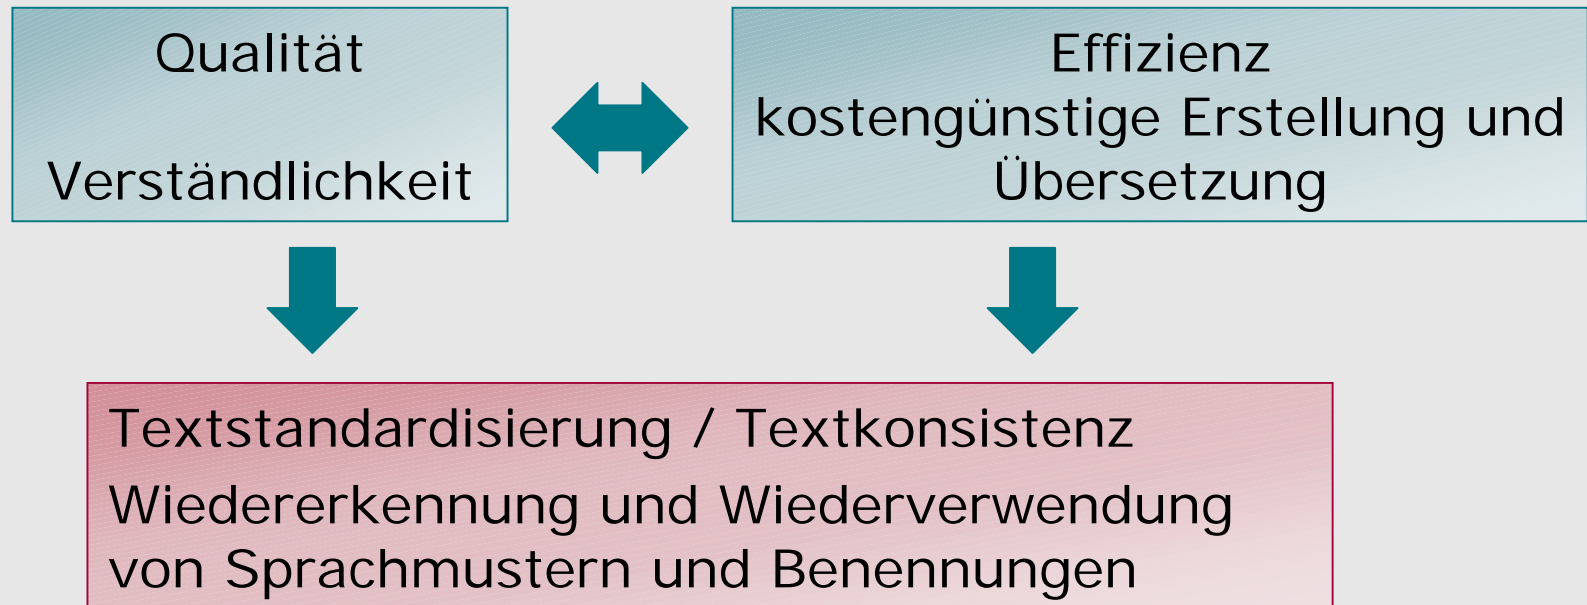 Qualität
Verständlichkeit
Effizienz
kostengünstige Erstellung und
Übersetzung
Textstandardisierung / Textkonsistenz
Wiedererkennung und Wiederverwendung
von Sprachmustern und Benennungen